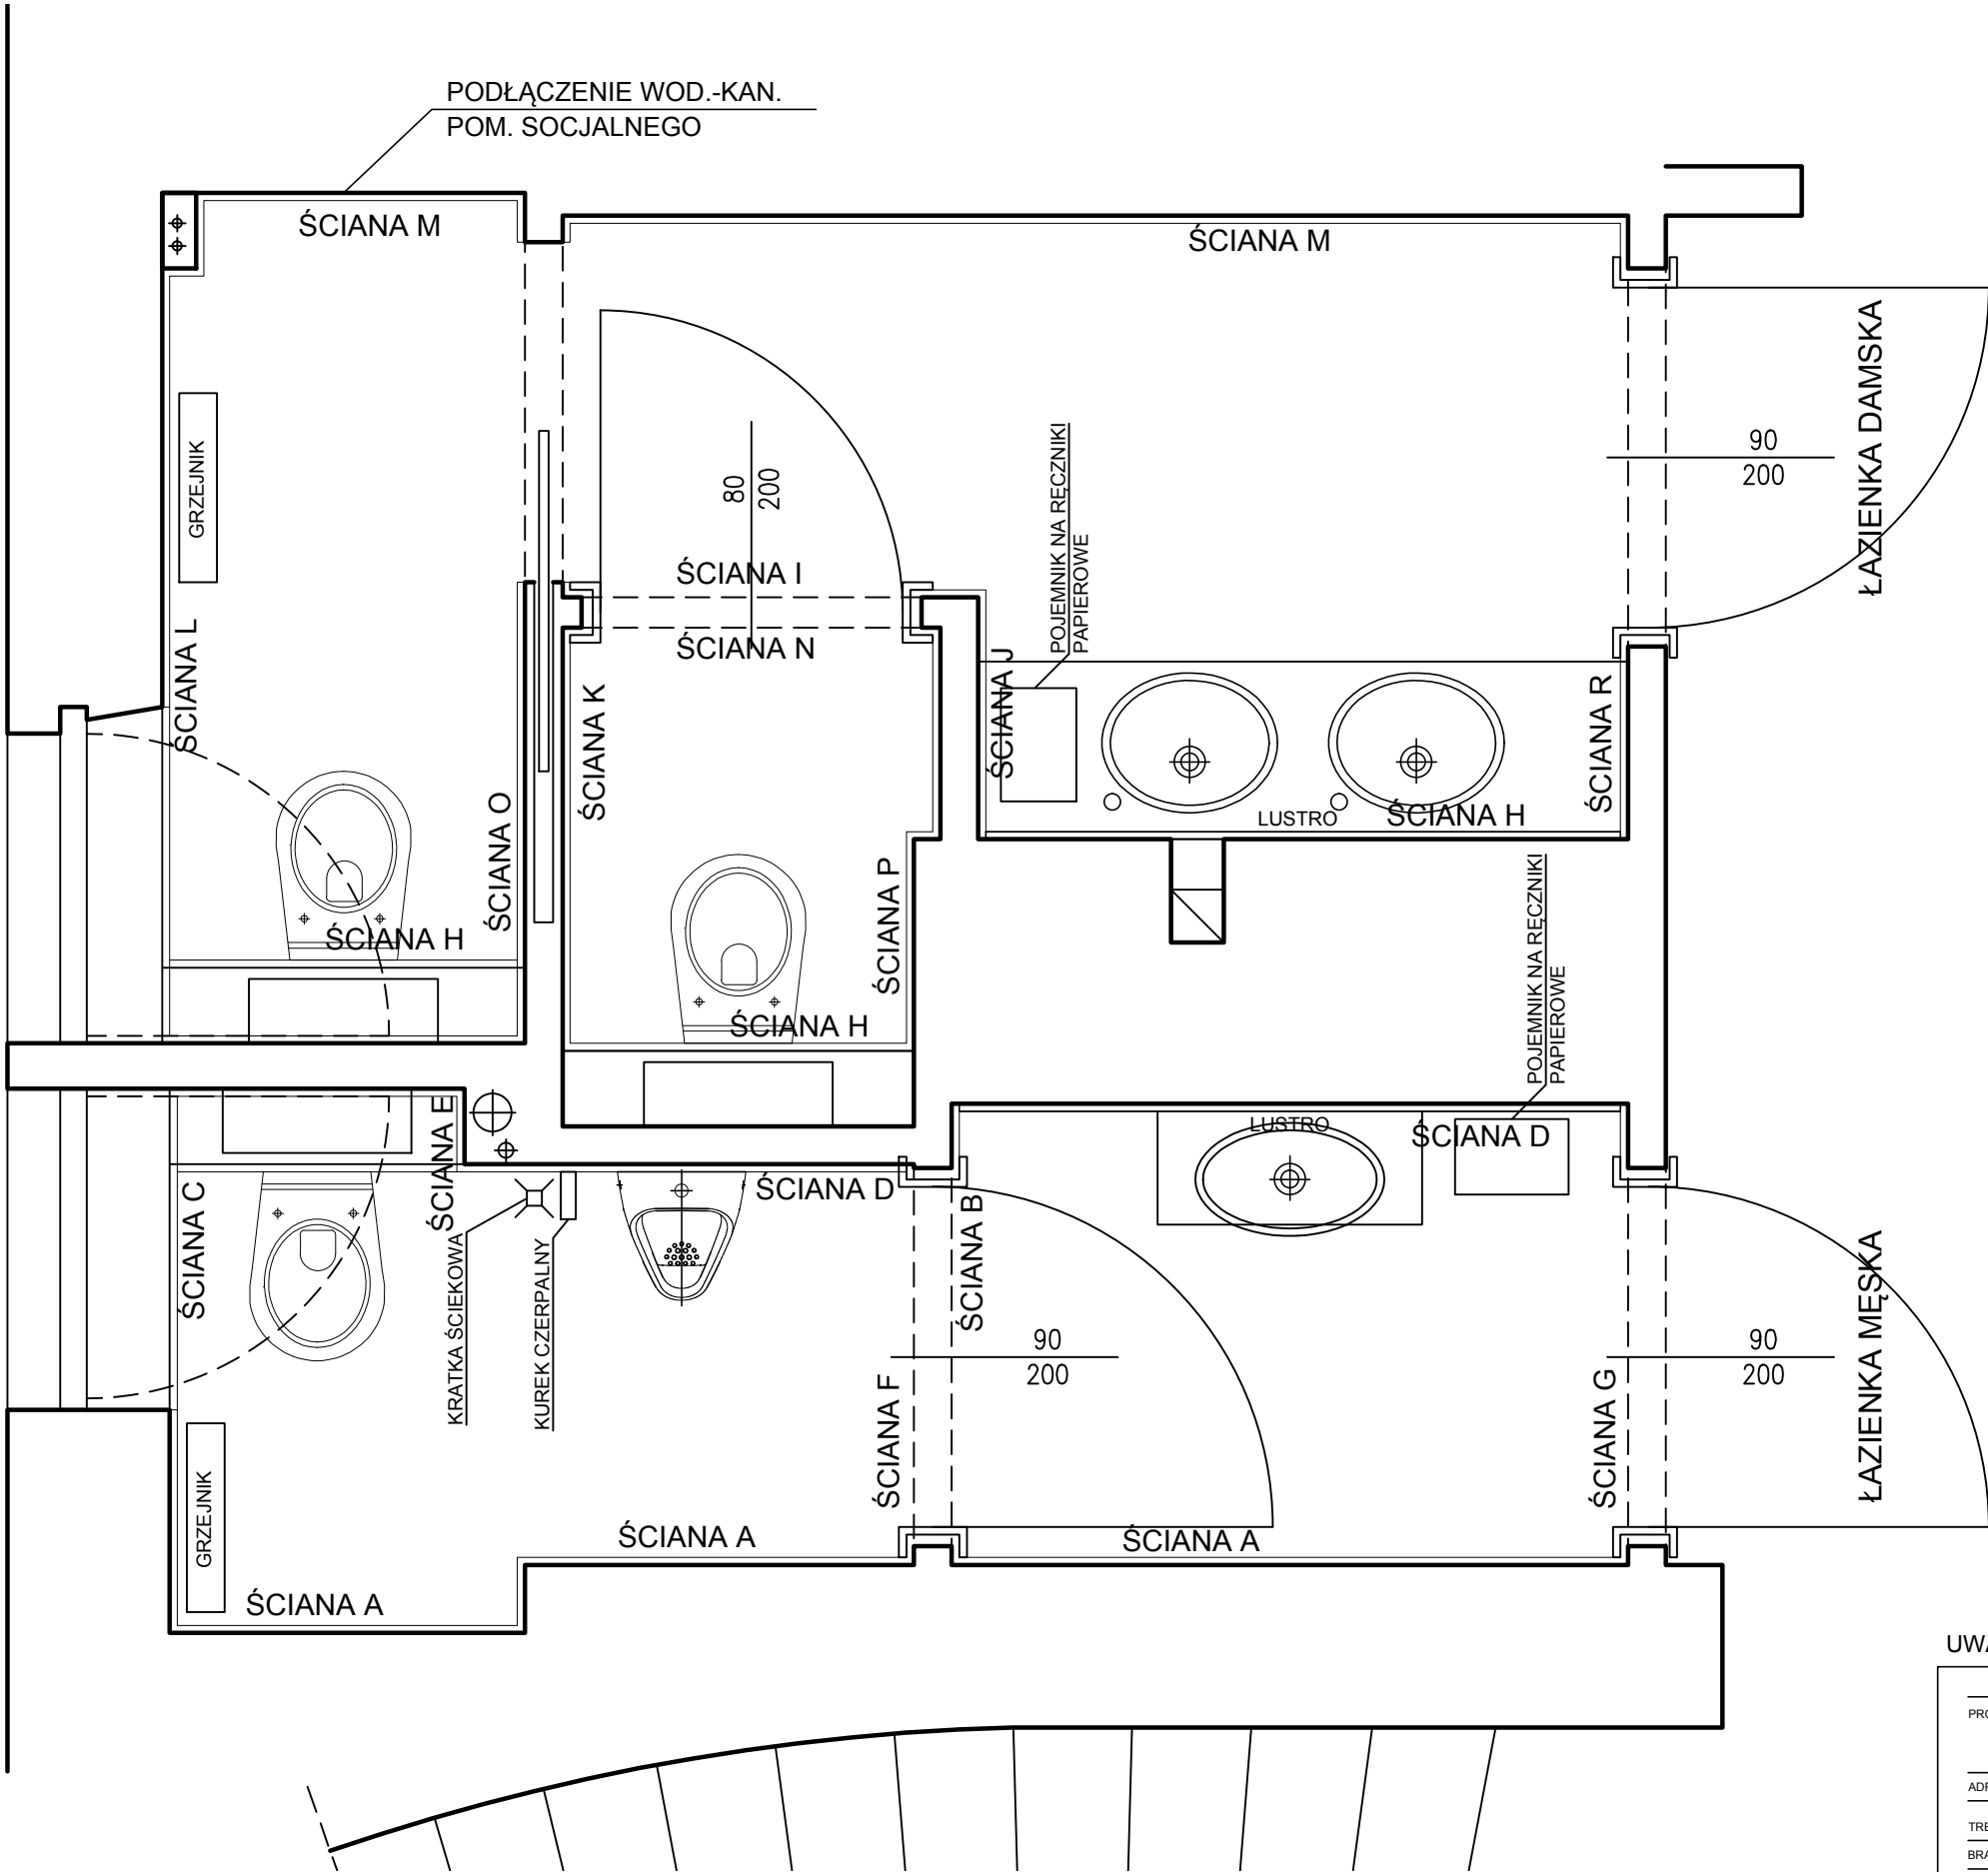 PODŁĄCZENIE WOD.-KAN.
POM. SOCJALNEGO
ŚCIANA M
ŚCIANA M
GRZEJNIK
80
200
POJEMNIK NA RĘCZNIKI
PAPIEROWE
90
200
ŁAZIENKA DAMSKA
ŚCIANA I
ŚCIANA N
ŚCIANA L
ŚCIANA K
ŚCIANA J
ŚCIANA R
ŚCIANA O
LUSTRO
ŚCIANA H
ŚCIANA P
ŚCIANA H
ŚCIANA H
POJEMNIK NA RĘCZNIKI
PAPIEROWE
ŚCIANA E
LUSTRO
ŚCIANA D
ŚCIANA C
ŚCIANA D
ŚCIANA B
KRATKA ŚCIEKOWA
KUREK CZERPALNY
90
200
90
200
ŁAZIENKA MĘSKA
ŚCIANA F
ŚCIANA G
GRZEJNIK
ŚCIANA A
ŚCIANA A
ŚCIANA A